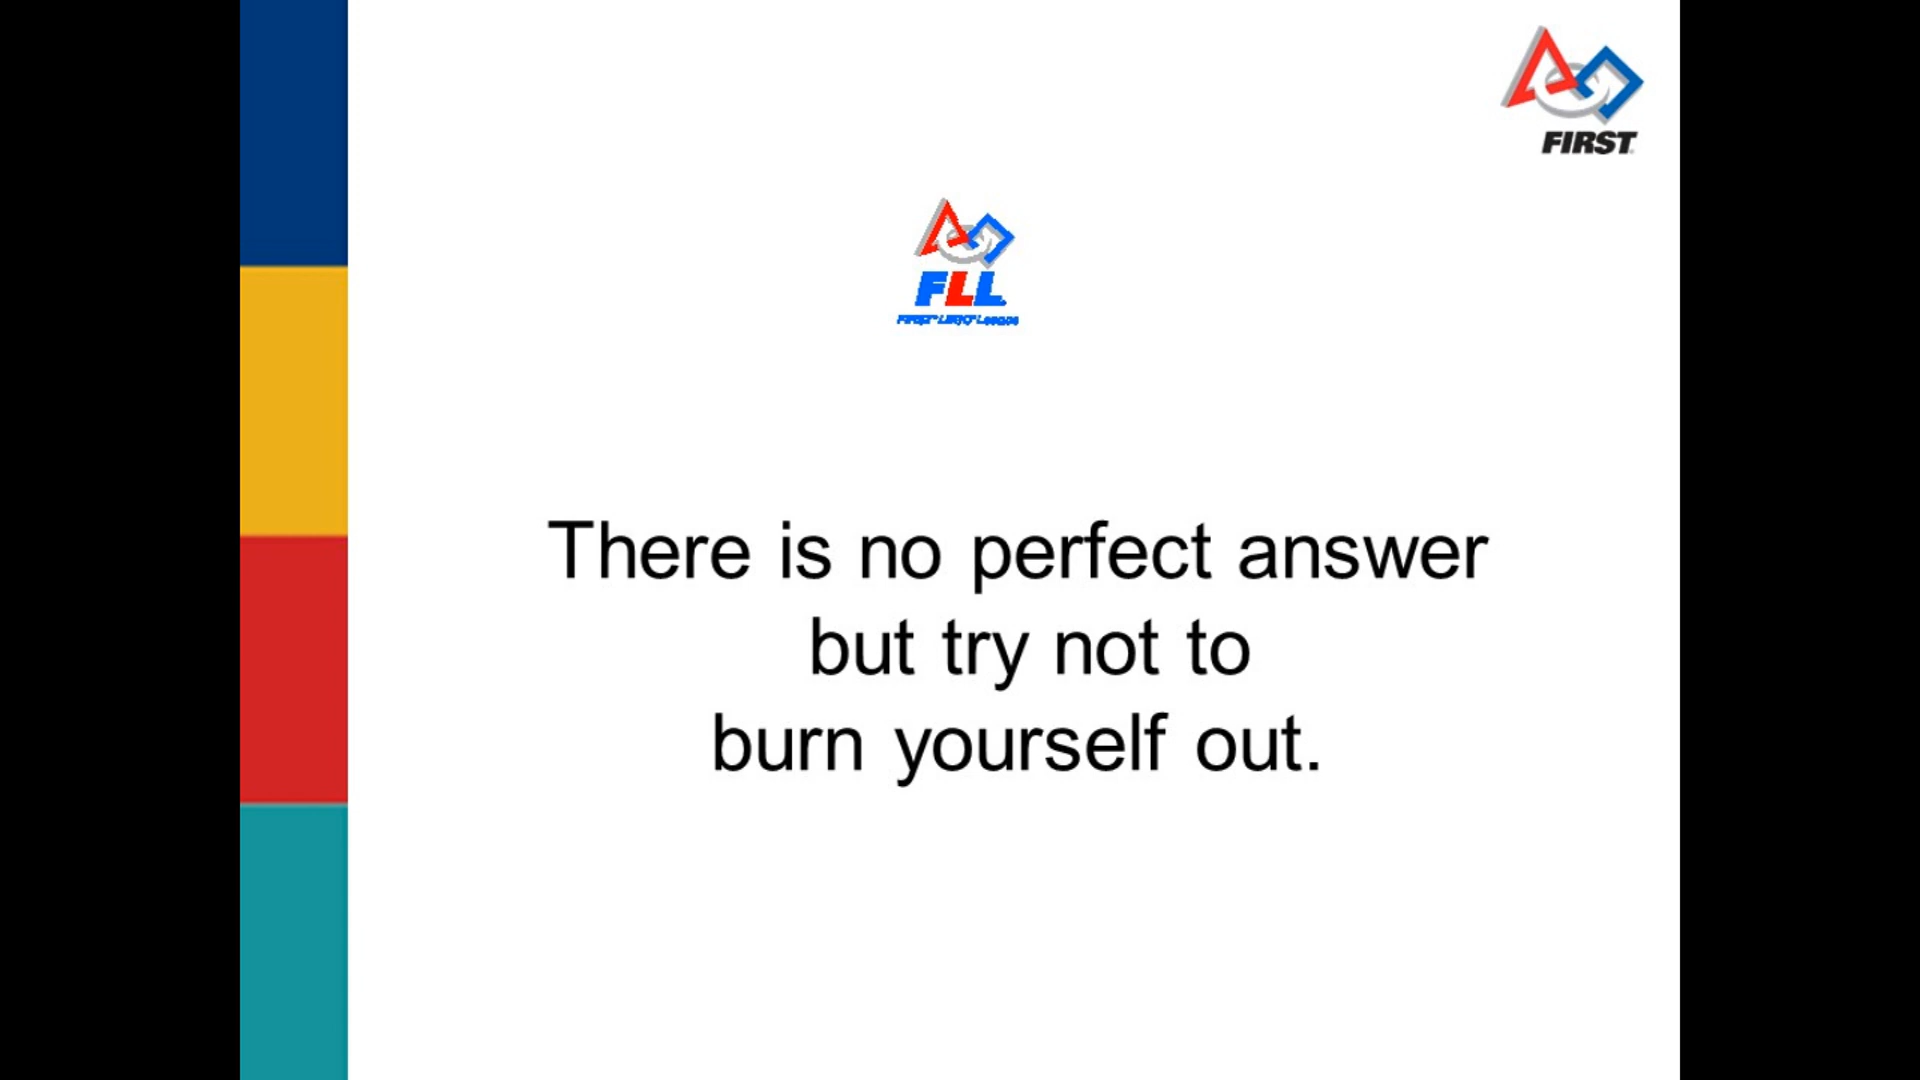 FIRST
FLL
There is no perfect answer
but try not to
burn yourself out.